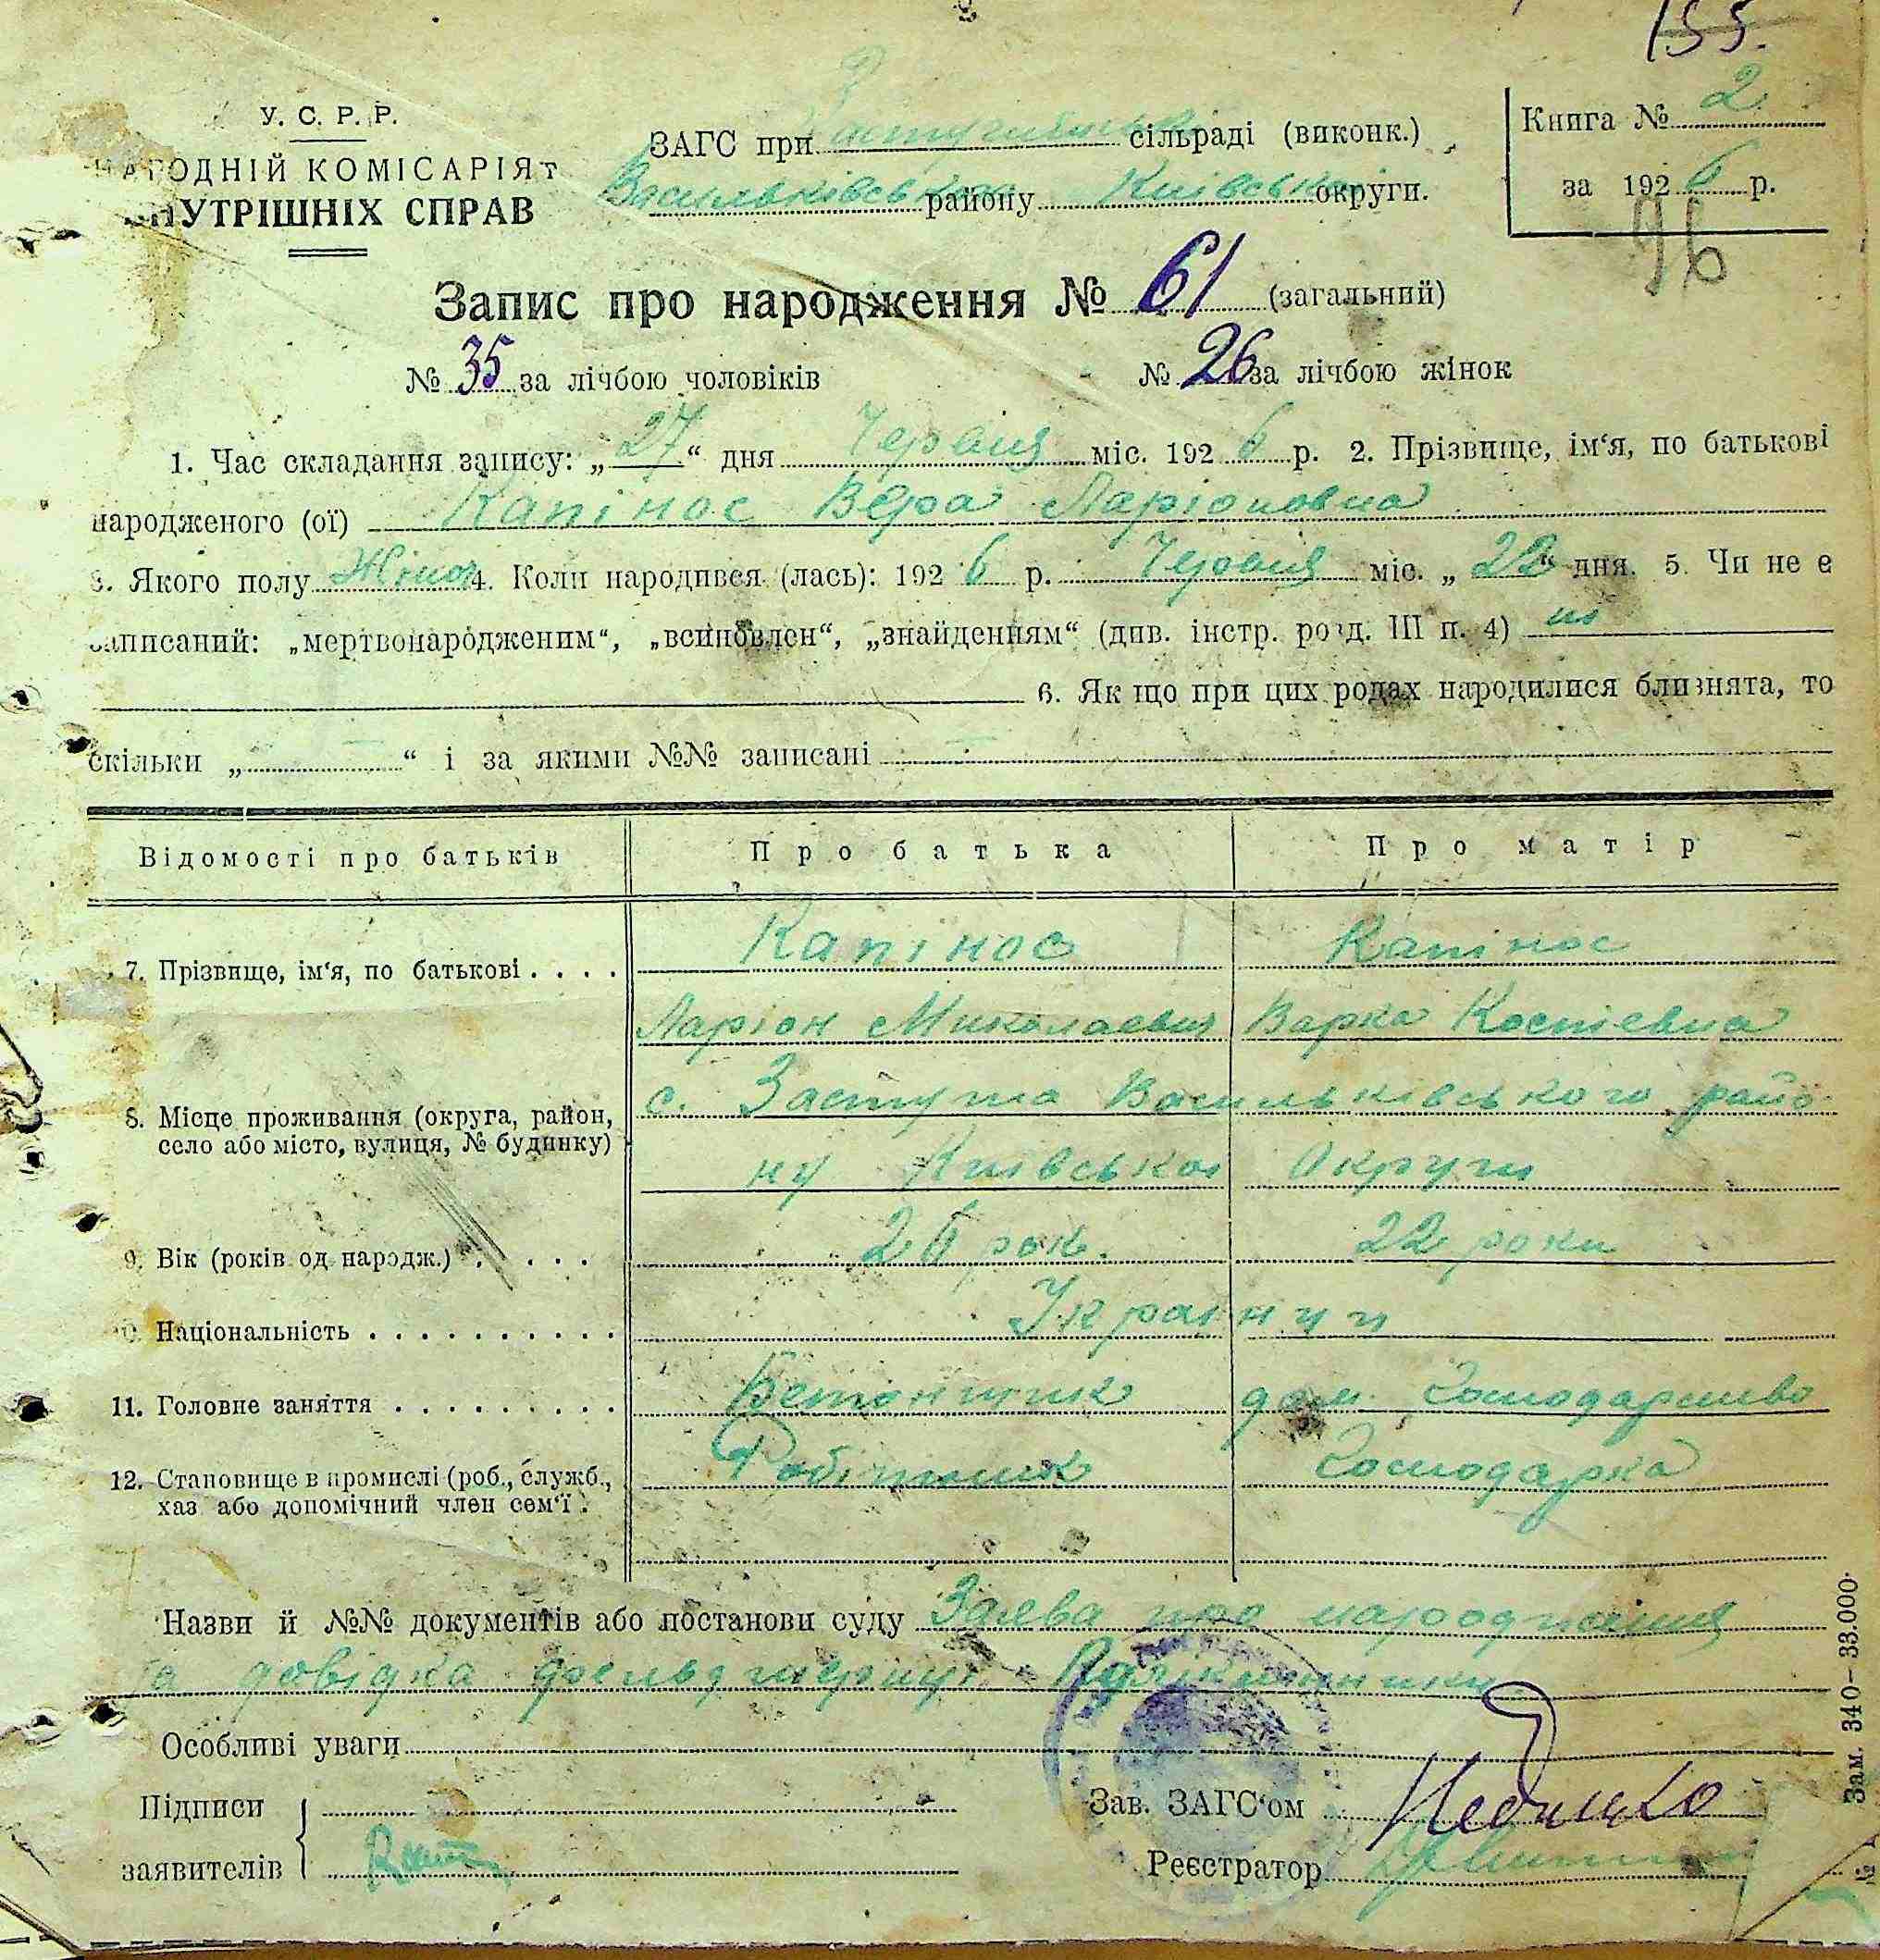 155.
У. С. Р. Р.
НАРОДНІЙ КОМІСАРІЯТ
ВНУТРІШНІХ СПРАВ
ЗАГС при сільраді (виконк.)
Васильківськ району Київськ округи.
Книга № 2
за 1926 р.
96
Запис про народження № 61 (загальний)
№ 35 за лічбою чоловіків № 26 за лічбою жінок
1. Час складання запису: „27“ дня Червня міс. 1926 р. 2. Прізвище, ім‘я, по батькові
народженого (ої) Капінос Вера Ларіоновна
3. Якого полу Жіноч 4. Коли народився (лась): 1926 р. Червня міс. „22“ дня. 5. Чи не є
записаний: „мертвонародженим“, „всиновлен“, „знайденням“ (див. інстр. розд. III п. 4) ні
6. Як що при цих родах народилися близнята, то
скільки „ — “ і за якими №№ записані —
Відомості про батьків Про батька Про матір
7. Прізвище, ім‘я, по батькові . . . . Капінос Капінос
Ларіон Миколаевич Варка Костіевна
8. Місце проживання (округа, район, село або місто, вулиця, № будинку) с. Застугна Васильківського райо-
ну Київськои Округи
9. Вік (років од народж.) . . . . . 26 рок. 22 роки
10. Національність . . . . . . . . . . . Украинци
11. Головне заняття . . . . . . . . . . Бетонщик дом. господарство
12. Становище в промислі (роб., служб., хаз або допомічний член сем‘ї . Робітник Господарка
Назви й №№ документів або постанови суду Заява про народження
та довідка
Особливі уваги
Підписи
заявителів
Зав. ЗАГС‘ом
Реєстратор
Зам. 340—33.000.